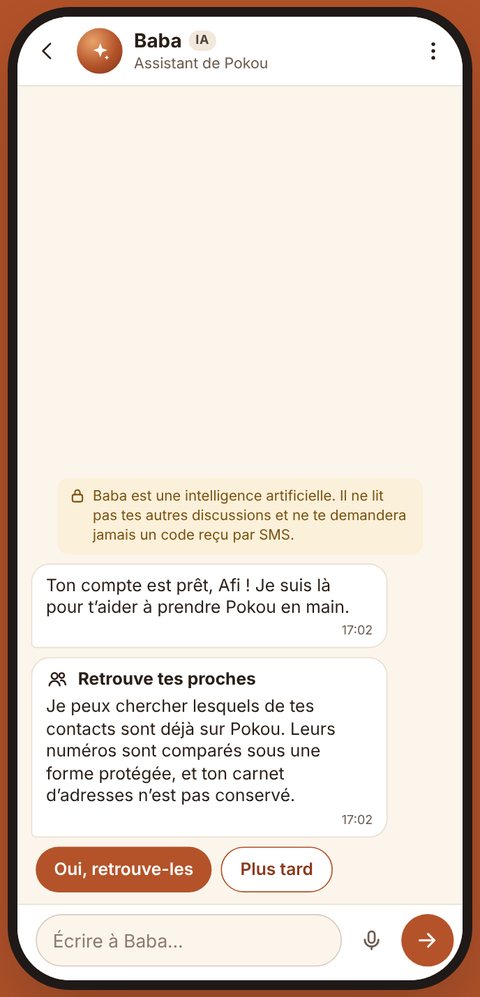 Baba IA
Assistant de Pokou
Baba est une intelligence artificielle. Il ne lit
pas tes autres discussions et ne te demandera
jamais un code reçu par SMS.
Ton compte est prêt, Afi ! Je suis là
pour t’aider à prendre Pokou en main.
17:02
Retrouve tes proches
Je peux chercher lesquels de tes
contacts sont déjà sur Pokou. Leurs
numéros sont comparés sous une
forme protégée, et ton carnet
d’adresses n’est pas conservé.
17:02
Oui, retrouve-les
Plus tard
Écrire à Baba…